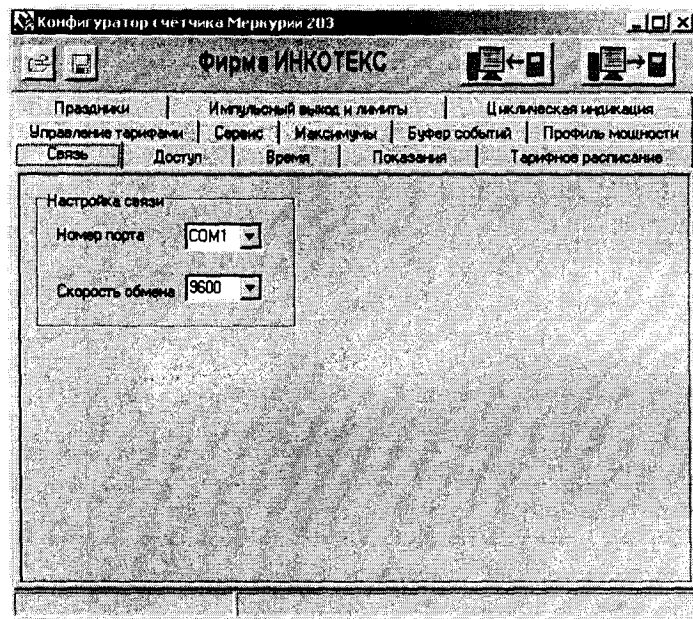 Конфигуратор счетчика Меркурий 203
Фирма ИНКОТЕКС
Праздники Импульсный выход и лимиты Циклическая индикация
Управление тарифами Сервис Максимумы Буфер событий Профиль мощности
Связь Доступ Время Показания Тарифное расписание
Настройка связи
Номер порта COM1
Скорость обмена 9600